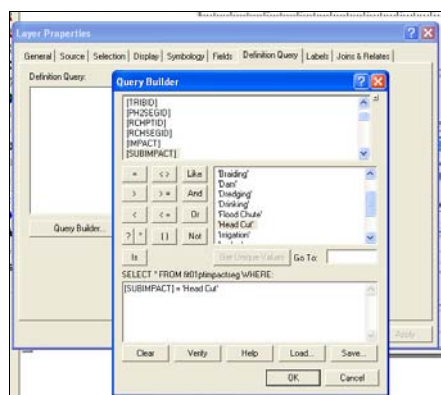 Layer Properties
General Source Selection Display Symbology Fields Definition Query Labels Joins & Relates
Definition Query:
Query Builder...
Query Builder
[TRIBID]
[PH2SEGID]
[RCHPTID]
[RCHSEGID]
[IMPACT]
[SUBIMPACT]
= <> Like
> >= And
< <= Or
? * () Not
Is
'Braiding'
'Dam'
'Dredging'
'Drinking'
'Flood Chute'
'Head Cut'
'Irrigation'
Get Unique Values Go To:
SELECT * FROM WHERE:
[SUBIMPACT] = 'Head Cut'
Clear Verify Help Load... Save...
OK Cancel
Apply